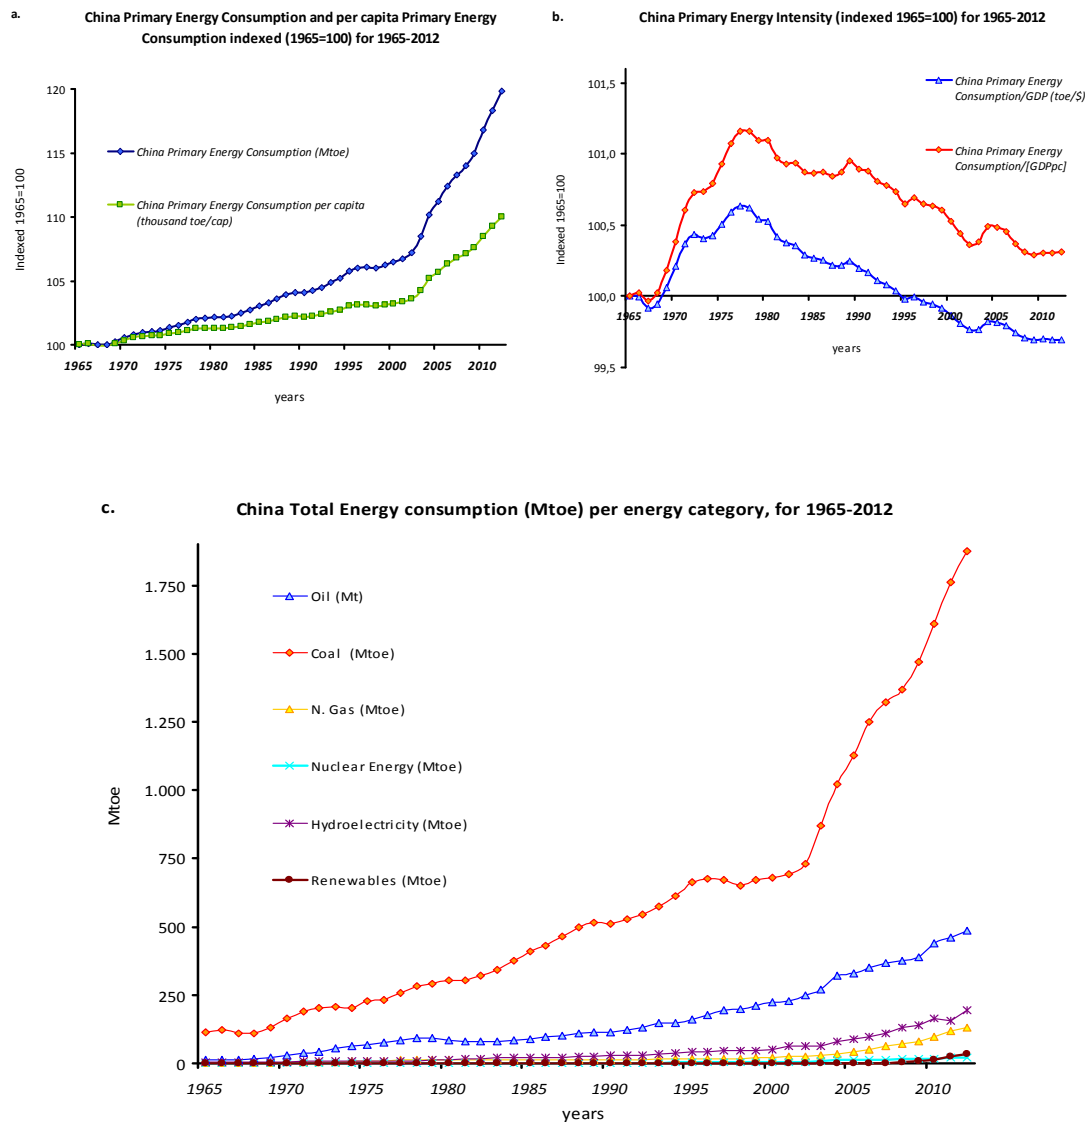 a.
China Primary Energy Consumption and per capita Primary Energy
Consumption indexed (1965=100) for 1965-2012
120
115
110
105
100
Indexed 1965=100
China Primary Energy Consumption (Mtoe)
China Primary Energy Consumption per capita
(thousand toe/cap)
1965 1970 1975 1980 1985 1990 1995 2000 2005 2010
years
b.
China Primary Energy Intensity (indexed 1965=100) for 1965-2012
101,5
101,0
100,5
100,0
99,5
Indexed 1965=100
China Primary Energy
Consumption/GDP (toe/$)
China Primary Energy
Consumption/[GDPpc]
1965 1970 1975 1980 1985 1990 1995 2000 2005 2010
years
c.
China Total Energy consumption (Mtoe) per energy category, for 1965-2012
1.750
1.500
1.250
1.000
750
500
250
0
Mtoe
Oil (Mt)
Coal (Mtoe)
N. Gas (Mtoe)
Nuclear Energy (Mtoe)
Hydroelectricity (Mtoe)
Renewables (Mtoe)
1965 1970 1975 1980 1985 1990 1995 2000 2005 2010
years